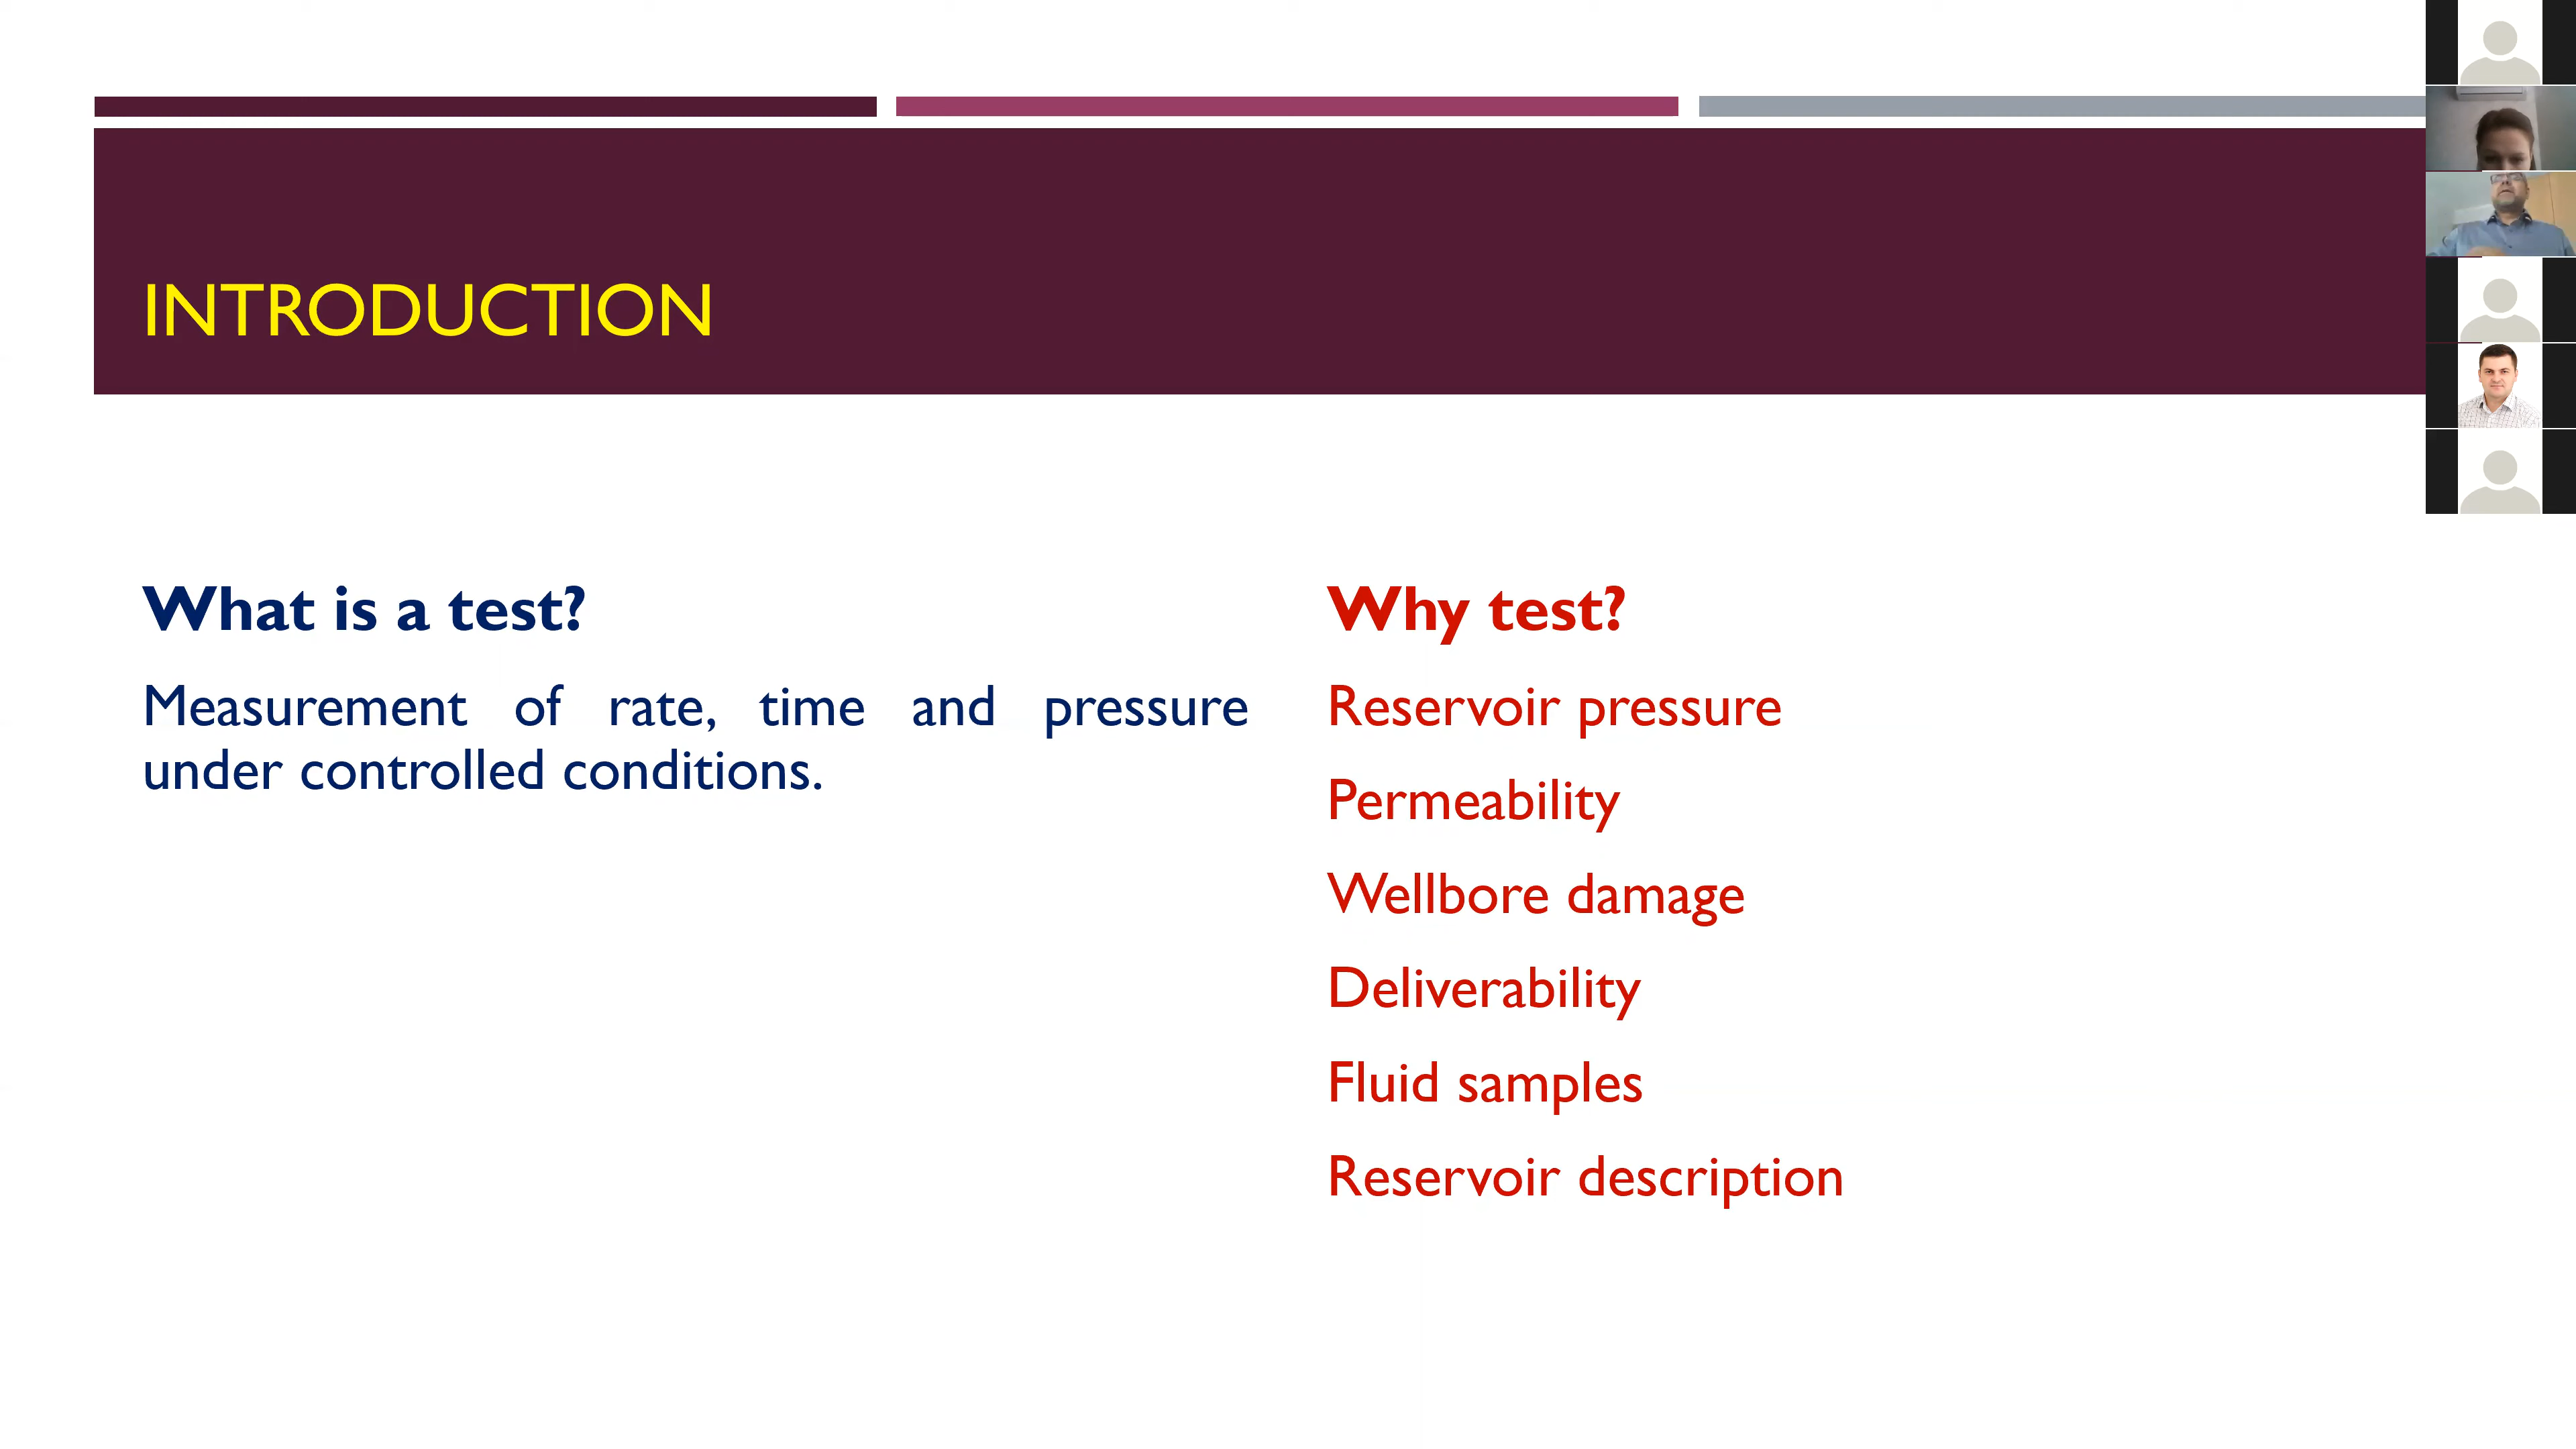 INTRODUCTION
What is a test?
Measurement of rate, time and pressure
under controlled conditions.
Why test?
Reservoir pressure
Permeability
Wellbore damage
Deliverability
Fluid samples
Reservoir description